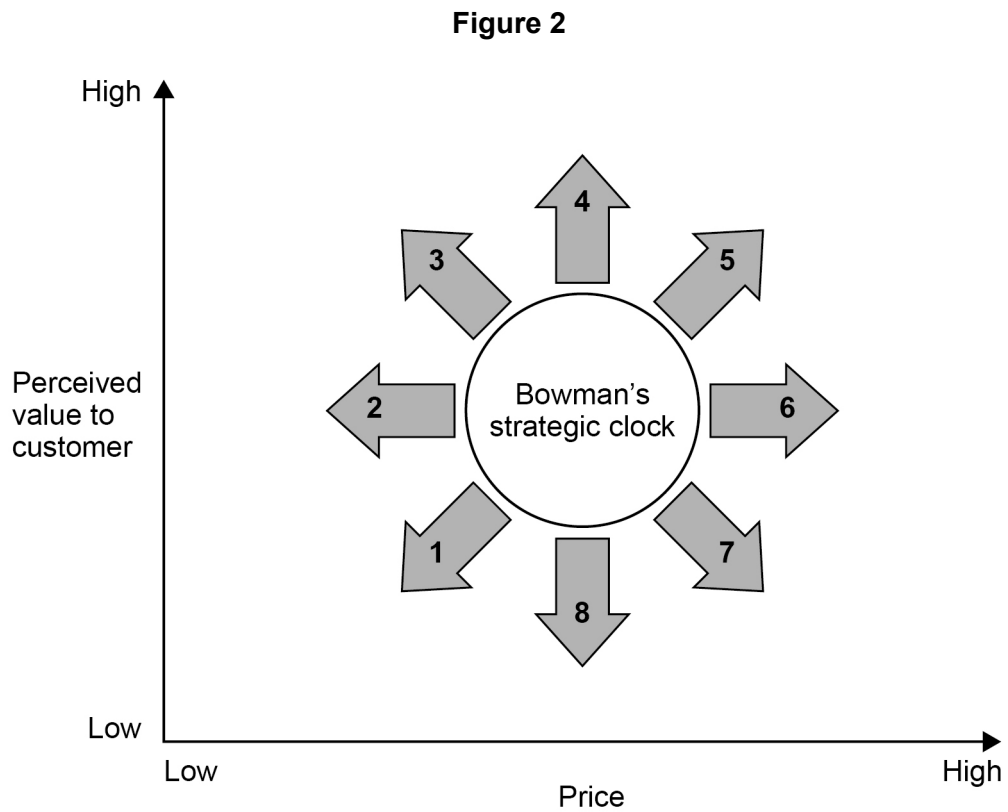 Figure 2
High
4
3
5
Perceived
value to
customer
2
Bowman’s
strategic clock
6
1
7
8
Low
Low
High
Price